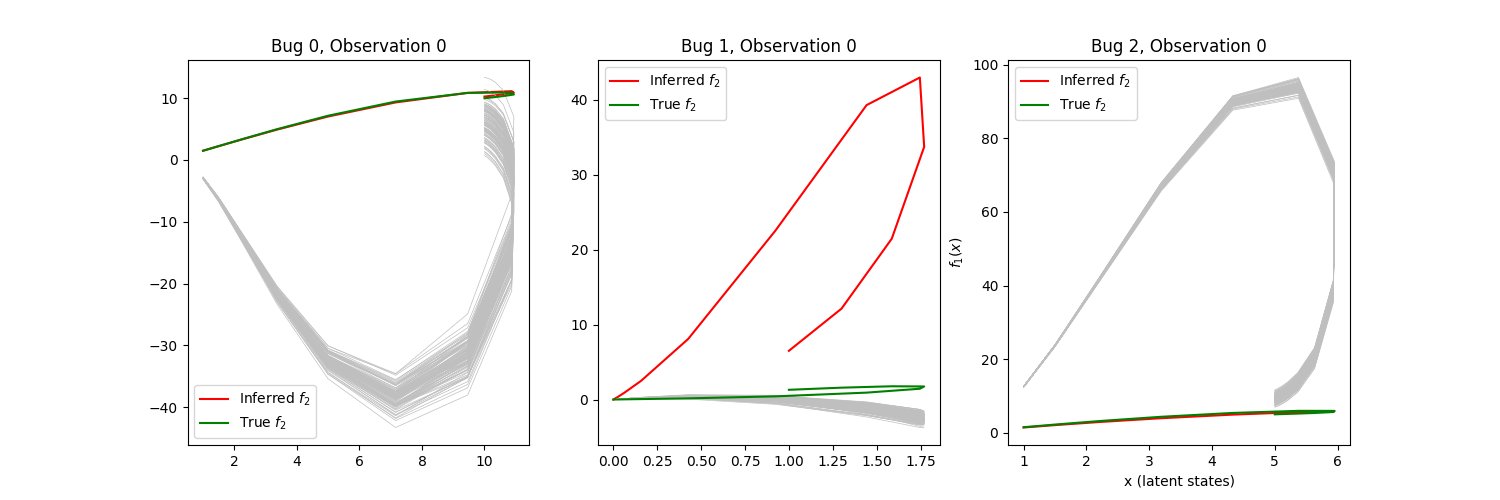 Bug 0, Observation 0
10
0
−10
−20
−30
−40
Inferred f₂
True f₂
2 4 6 8 10
Bug 1, Observation 0
Inferred f₂
True f₂
40
30
20
10
0
0.00 0.25 0.50 0.75 1.00 1.25 1.50 1.75
Bug 2, Observation 0
Inferred f₂
True f₂
f₁(x)
100
80
60
40
20
0
1 2 3 4 5 6
x (latent states)